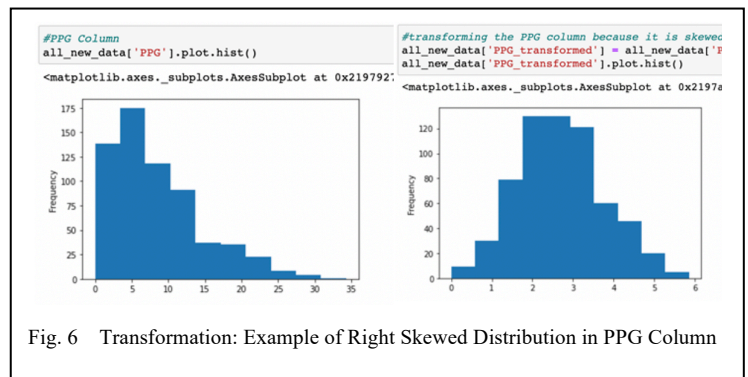 #PPG Column
all_new_data['PPG'].plot.hist()
<matplotlib.axes._subplots.AxesSubplot at 0x2197927
175
150
125
100
75
50
25
0
Frequency
0 5 10 15 20 25 30 35
#transforming the PPG column because it is skewed
all_new_data['PPG_transformed'] = all_new_data['P
all_new_data['PPG_transformed'].plot.hist()
<matplotlib.axes._subplots.AxesSubplot at 0x2197a
120
100
80
60
40
20
0
Frequency
0 1 2 3 4 5 6
Fig. 6 Transformation: Example of Right Skewed Distribution in PPG Column